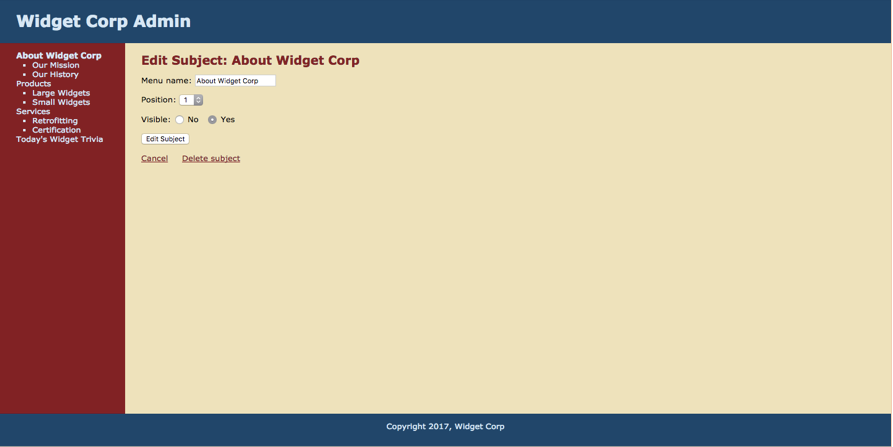 Widget Corp Admin
About Widget Corp
Our Mission
Our History
Products
Large Widgets
Small Widgets
Services
Retrofitting
Certification
Today's Widget Trivia
Edit Subject: About Widget Corp
Menu name: About Widget Corp
Position: 1
Visible: No Yes
Edit Subject
Cancel Delete subject
Copyright 2017, Widget Corp